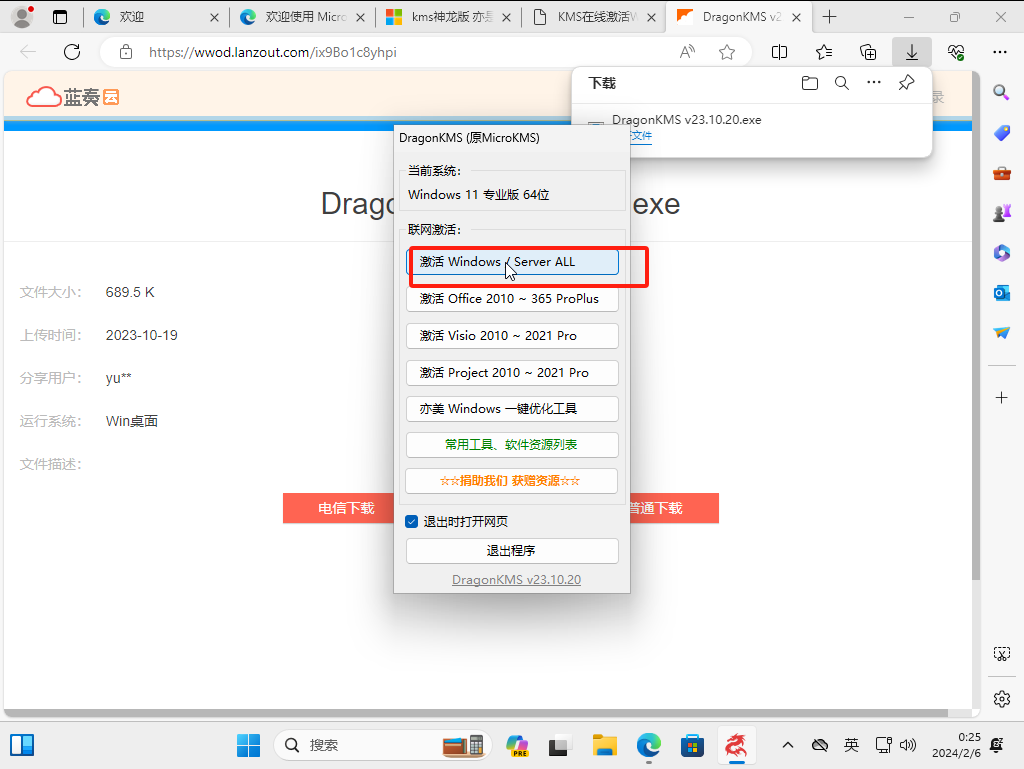 欢迎
欢迎使用 Micro
kms神龙版 亦是
KMS在线激活W
DragonKMS v2
https://wwod.lanzout.com/ix9Bo1c8yhpi
蓝奏云
录
下载
DragonKMS v23.10.20.exe
文件
DragonKMS (原MicroKMS)
当前系统：
Windows 11 专业版 64位
Drago
exe
联网激活：
激活 Windows / Server ALL
激活 Office 2010 ~ 365 ProPlus
激活 Visio 2010 ~ 2021 Pro
激活 Project 2010 ~ 2021 Pro
亦美 Windows 一键优化工具
常用工具、软件资源列表
☆☆捐助我们 获赠资源☆☆
退出时打开网页
退出程序
DragonKMS v23.10.20
文件大小： 689.5 K
上传时间： 2023-10-19
分享用户： yu**
运行系统： Win桌面
文件描述：
电信下载
普通下载
搜索
PRE
英
0:25
2024/2/6